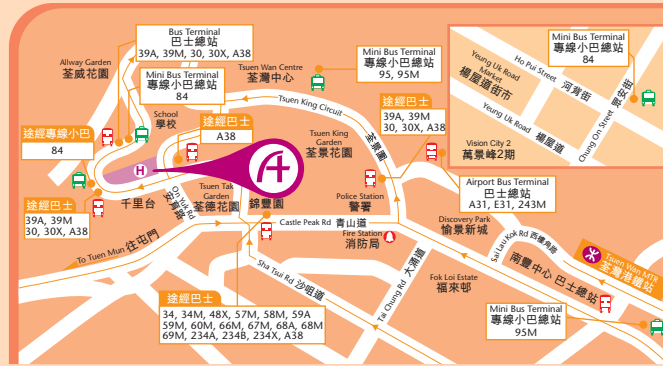 Bus Terminal
巴士總站
39A, 39M, 30, 30X, A38
Allway Garden
荃威花園
Mini Bus Terminal
專線小巴總站
84
School
學校
途經專線小巴
84
途經巴士
A38
Tsuen Wan Centre
荃灣中心
Mini Bus Terminal
專線小巴總站
95, 95M
Tsuen King Circuit
荃景圍
途經巴士
39A, 39M
30, 30X, A38
Tsuen King
Garden
荃景花園
Mini Bus Terminal
專線小巴總站
84
Yeung Uk Road
Market
楊屋道街市
Ho Pui Street 河背街
Yeung Uk Road 楊屋道
Chung On Street 眾安街
Vision City 2
萬景峰2期
Airport Bus Terminal
巴士總站
A31, E31, 243M
H
千里台
On Yuk Rd
安育路
Tsuen Tak
Garden
荃德花園
錦豐園
Police Station
警署
途經巴士
39A, 39M
30, 30X, A38
Castle Peak Rd 青山道
Fire Station
消防局
Discovery Park
愉景新城
Sai Lau Kok Rd 西樓角路
Tsuen Wan MTR
荃灣港鐵站
To Tuen Mun 往屯門
Sha Tsui Rd 沙咀道
Tai Chung Rd 大涌道
Fok Loi Estate
福來邨
南豐中心 巴士總站
途經巴士
34, 34M, 48X, 57M, 58M, 59A
59M, 60M, 66M, 67M, 68A, 68M
69M, 234A, 234B, 234X, A38
Mini Bus Terminal
專線小巴總站
95M